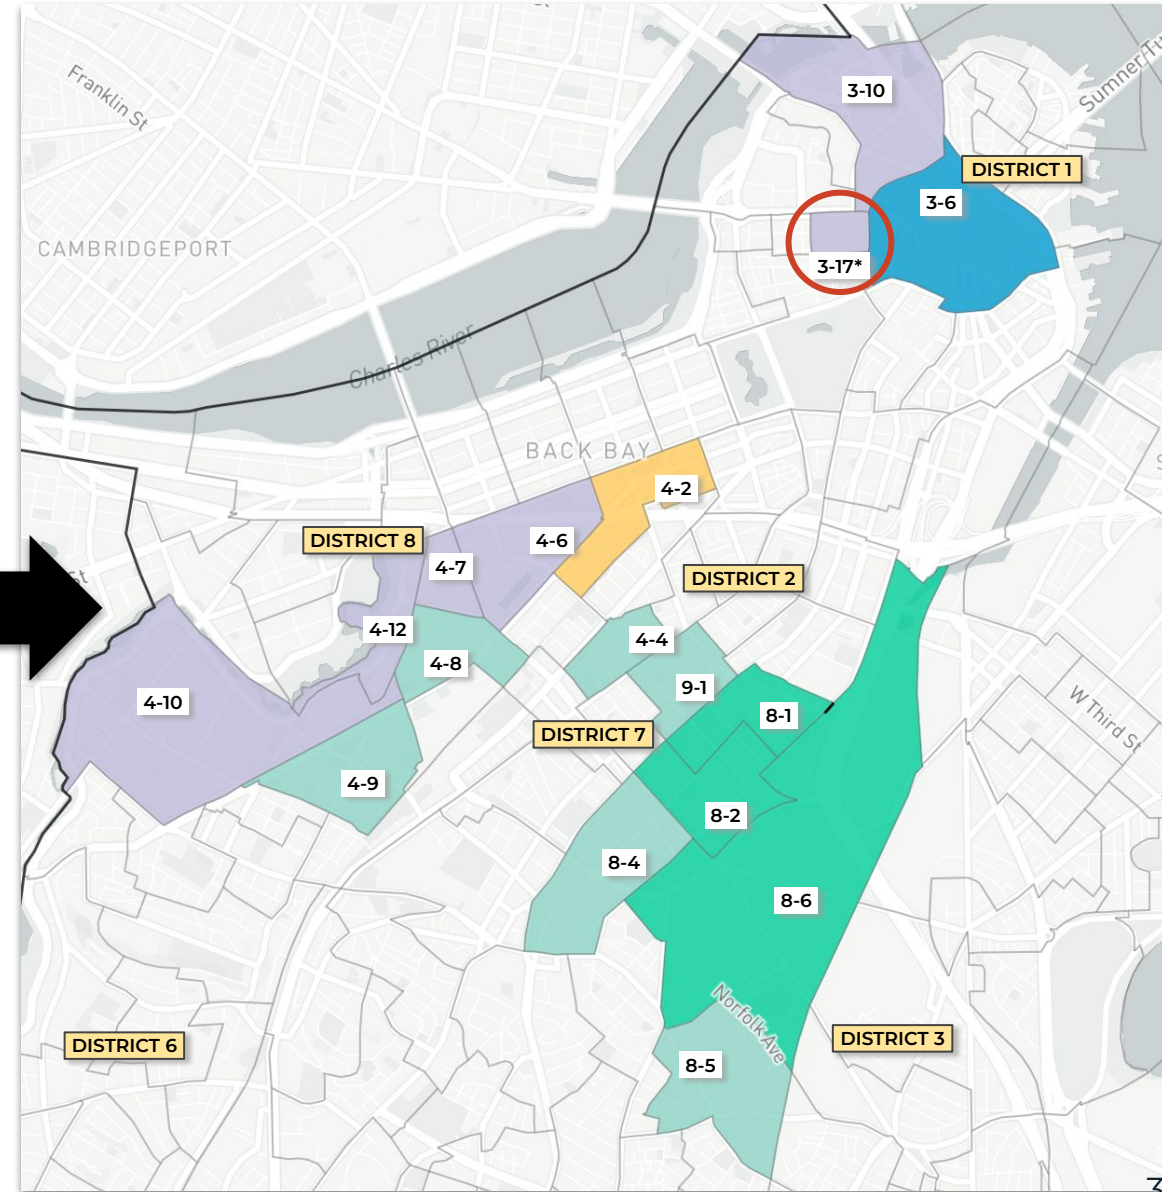 Franklin St
Sumner Tu
3-10
DISTRICT 1
3-6
CAMBRIDGEPORT
3-17*
Charles River
BACK BAY
4-2
DISTRICT 8
4-6
4-7
DISTRICT 2
St
4-12
4-4
4-8
9-1
4-10
8-1
W Third St
DISTRICT 7
4-9
8-2
8-4
8-6
Norfolk Ave
DISTRICT 6
DISTRICT 3
8-5